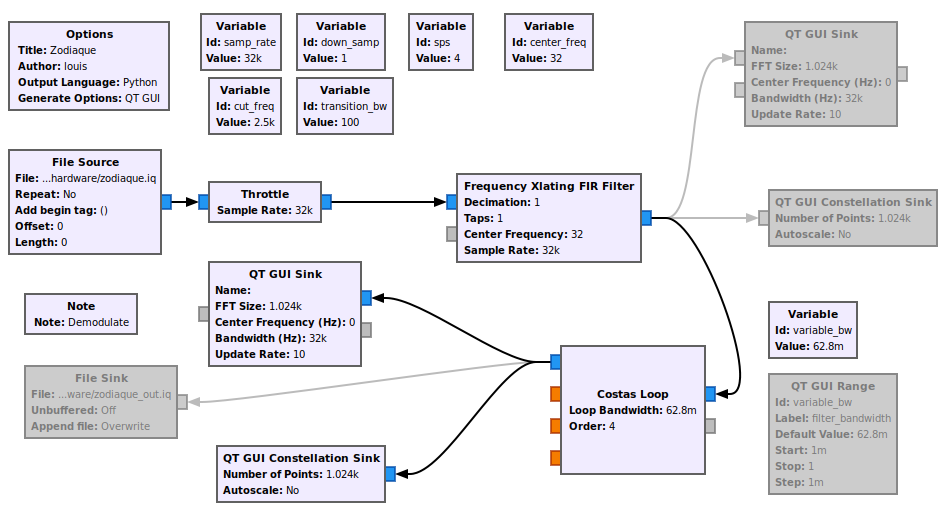 Options
Title: Zodiaque
Author: louis
Output Language: Python
Generate Options: QT GUI
Variable
Id: samp_rate
Value: 32k
Variable
Id: down_samp
Value: 1
Variable
Id: sps
Value: 4
Variable
Id: center_freq
Value: 32
QT GUI Sink
Name:
FFT Size: 1.024k
Center Frequency (Hz): 0
Bandwidth (Hz): 32k
Update Rate: 10
Variable
Id: cut_freq
Value: 2.5k
Variable
Id: transition_bw
Value: 100
File Source
File: ...hardware/zodiaque.iq
Repeat: No
Add begin tag: ()
Offset: 0
Length: 0
Throttle
Sample Rate: 32k
Frequency Xlating FIR Filter
Decimation: 1
Taps: 1
Center Frequency: 32
Sample Rate: 32k
QT GUI Constellation Sink
Number of Points: 1.024k
Autoscale: No
QT GUI Sink
Name:
FFT Size: 1.024k
Center Frequency (Hz): 0
Bandwidth (Hz): 32k
Update Rate: 10
Note
Note: Demodulate
Variable
Id: variable_bw
Value: 62.8m
File Sink
File: ...ware/zodiaque_out.iq
Unbuffered: Off
Append file: Overwrite
Costas Loop
Loop Bandwidth: 62.8m
Order: 4
QT GUI Range
Id: variable_bw
Label: filter_bandwidth
Default Value: 62.8m
Start: 1m
Stop: 1
Step: 1m
QT GUI Constellation Sink
Number of Points: 1.024k
Autoscale: No